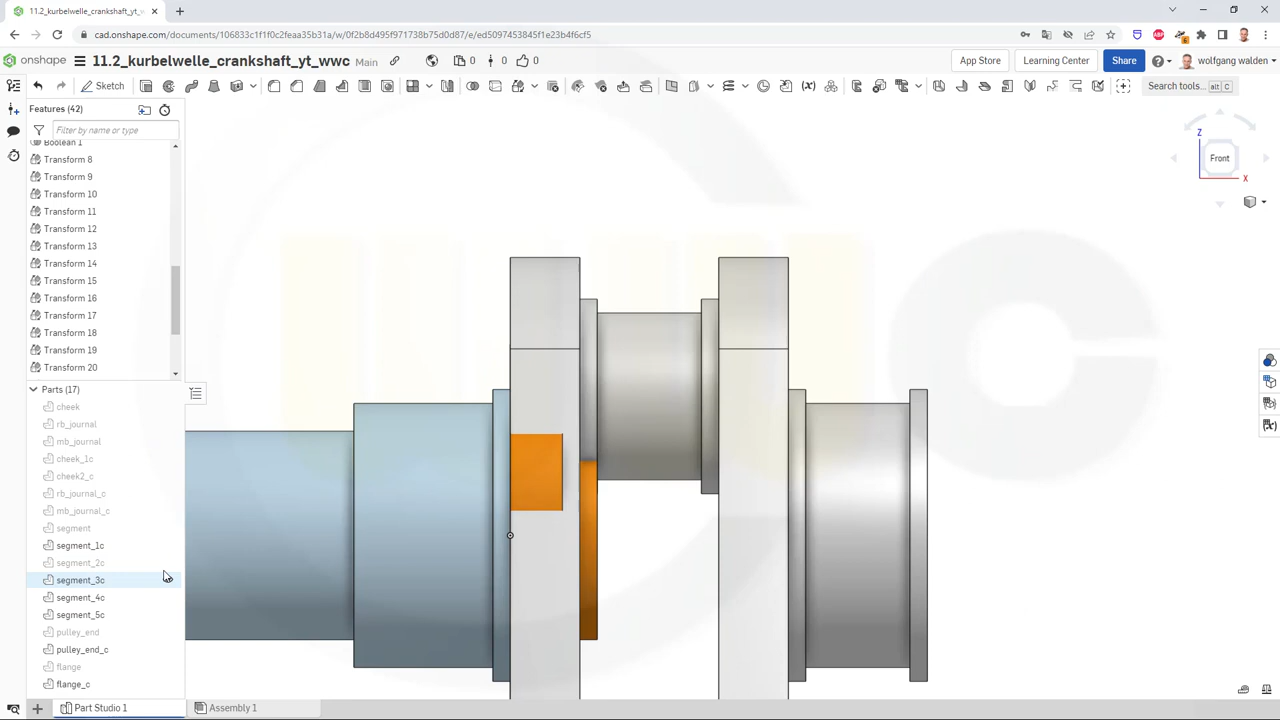 11.2_kurbelwelle_crankshaft_yt_
cad.onshape.com/documents/106833c1f1f0c2feaa35b31a/w/0f2b8d495f971738b75d0d87/e/ed5097453845f1e23b4f6cf5
onshape
11.2_kurbelwelle_crankshaft_yt_wwc
Main
0
0
0
App Store
Learning Center
Share
wolfgang walden
Sketch
Search tools...
alt
C
Features (42)
Filter by name or type
Boolean 1
Transform 8
Transform 9
Transform 10
Transform 11
Transform 12
Transform 13
Transform 14
Transform 15
Transform 16
Transform 17
Transform 18
Transform 19
Transform 20
Parts (17)
cheek
rb_journal
mb_journal
cheek_1c
cheek2_c
rb_journal_c
mb_journal_c
segment
segment_1c
segment_2c
segment_3c
segment_4c
segment_5c
pulley_end
pulley_end_c
flange
flange_c
Z
Front
X
Part Studio 1
Assembly 1